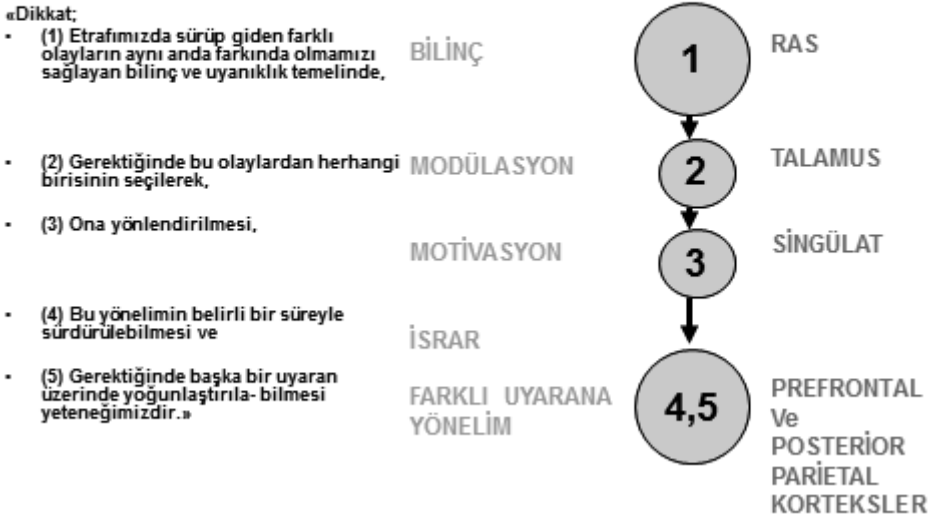 «Dikkat;
- (1) Etrafımızda sürüp giden farklı
olayların aynı anda farkında olmamızı
sağlayan bilinç ve uyanıklık temelinde,
BİLİNÇ
1
RAS
- (2) Gerektiğinde bu olaylardan herhangi
birisinin seçilerek,
MODÜLASYON
2
TALAMUS
- (3) Ona yönlendirilmesi,
MOTİVASYON
3
SİNGÜLAT
- (4) Bu yönelimin belirli bir süreyle
sürdürülebilmesi ve
İSRAR
- (5) Gerektiğinde başka bir uyaran
üzerinde yoğunlaştırıla- bilmesi
yeteneğimizdir.»
FARKLI UYARANA
YÖNELİM
4,5
PREFRONTAL
Ve
POSTERİOR
PARİETAL
KORTEKSLER